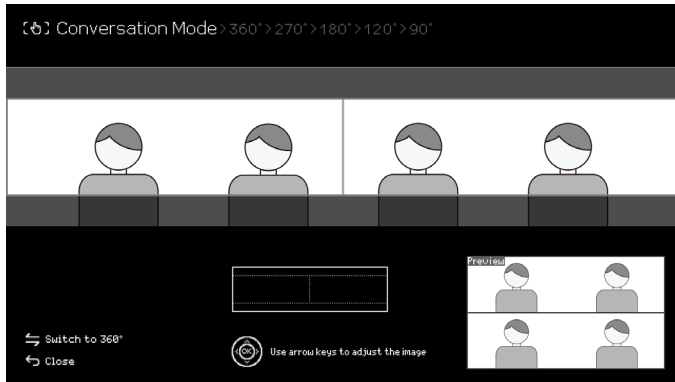 Conversation Mode>360°>270°>180°>120°>90°
Preview
Switch to 360°
Close
OK
Use arrow keys to adjust the image